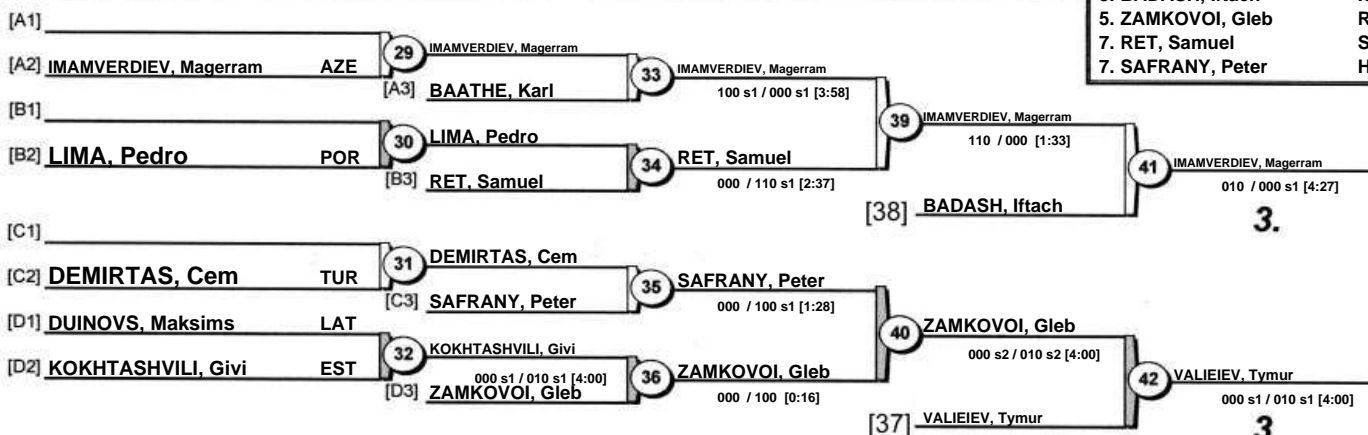 [A1]
[A2] IMAMVERDIEV, Magerram AZE
29 IMAMVERDIEV, Magerram
[A3] BAATHE, Karl
33 IMAMVERDIEV, Magerram
100 s1 / 000 s1 [3:58]
[B1]
[B2] LIMA, Pedro POR
30 LIMA, Pedro
[B3] RET, Samuel
34 RET, Samuel
000 / 110 s1 [2:37]
39 IMAMVERDIEV, Magerram
110 / 000 [1:33]
[38] BADASH, Iftach
41 IMAMVERDIEV, Magerram
010 / 000 s1 [4:27]
3.
[C1]
[C2] DEMIRTAS, Cem TUR
31 DEMIRTAS, Cem
[C3] SAFRANY, Peter
35 SAFRANY, Peter
000 / 100 s1 [1:28]
[D1] DUINOVS, Maksims LAT
[D2] KOKHTASHVILI, Givi EST
32 KOKHTASHVILI, Givi
000 s1 / 010 s1 [4:00]
[D3] ZAMKOVOI, Gleb
36 ZAMKOVOI, Gleb
000 / 100 [0:16]
40 ZAMKOVOI, Gleb
000 s2 / 010 s2 [4:00]
[37] VALIEIEV, Tymur
42 VALIEIEV, Tymur
000 s1 / 010 s1 [4:00]
3
5. ZAMKOVOI, Gleb R
7. RET, Samuel S
7. SAFRANY, Peter H